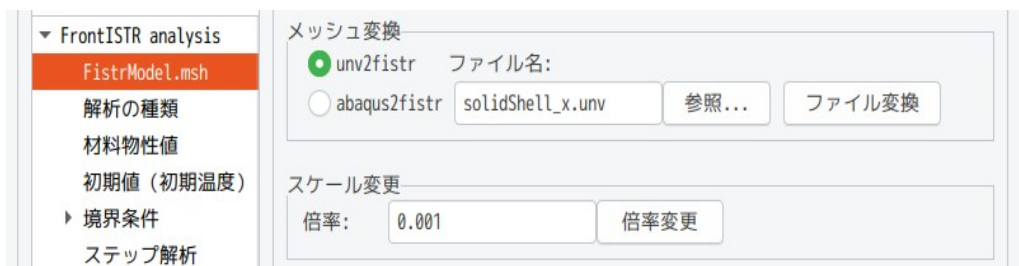 FrontISTR analysis
FistrModel.msh
解析の種類
材料物性値
初期値（初期温度）
境界条件
ステップ解析
メッシュ変換
unv2fistr ファイル名:
abaqus2fistr solidShell_x.unv 参照... ファイル変換
スケール変更
倍率: 0.001 倍率変更